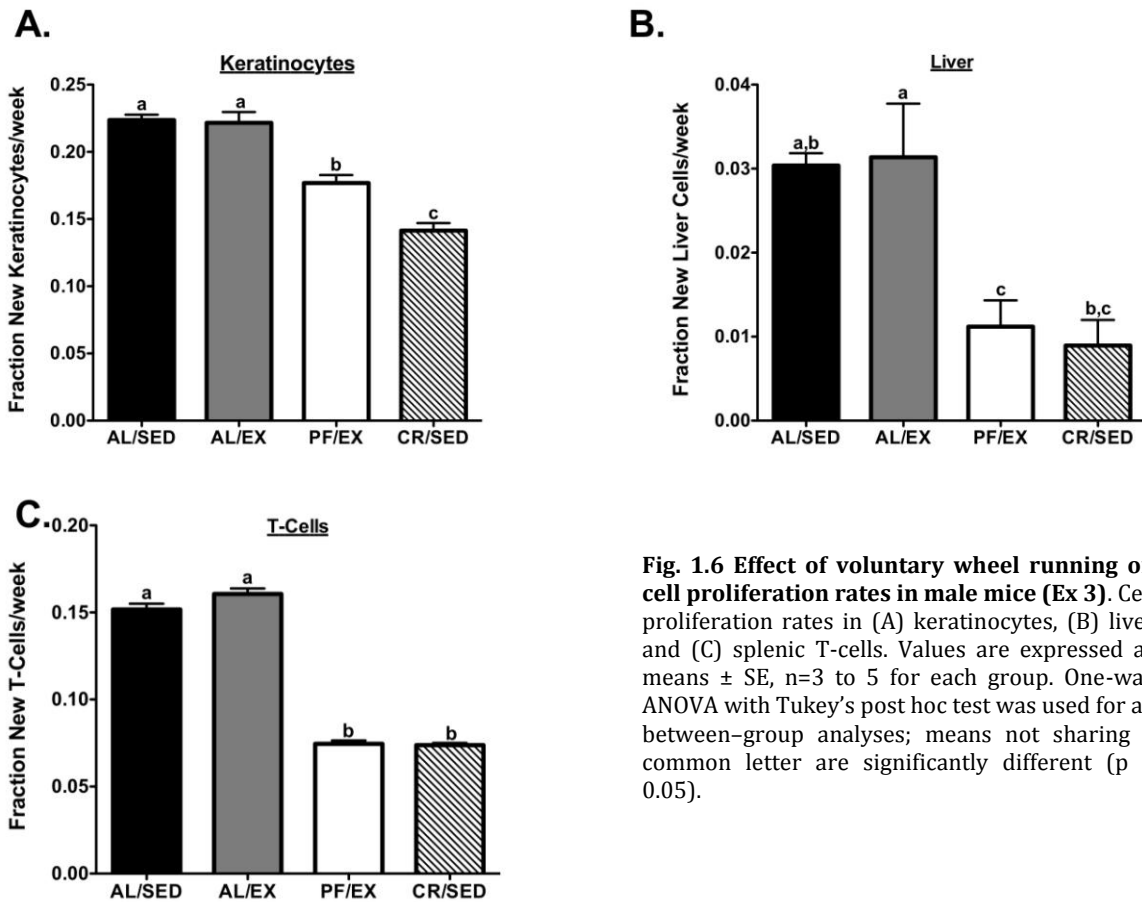 A.
Keratinocytes
Fraction New Keratinocytes/week
0.25
0.20
0.15
0.10
0.05
0.00
a
a
b
c
AL/SED AL/EX PF/EX CR/SED
B.
Liver
Fraction New Liver Cells/week
0.04
0.03
0.02
0.01
0.00
a,b
a
c
b,c
AL/SED AL/EX PF/EX CR/SED
C.
T-Cells
Fraction New T-Cells/week
0.20
0.15
0.10
0.05
0.00
a
a
b
b
AL/SED AL/EX PF/EX CR/SED
Fig. 1.6 Effect of voluntary wheel running o
cell proliferation rates in male mice (Ex 3). Ce
proliferation rates in (A) keratinocytes, (B) live
and (C) splenic T-cells. Values are expressed a
means ± SE, n=3 to 5 for each group. One-wa
ANOVA with Tukey's post hoc test was used for a
between–group analyses; means not sharing
common letter are significantly different (p
0.05).